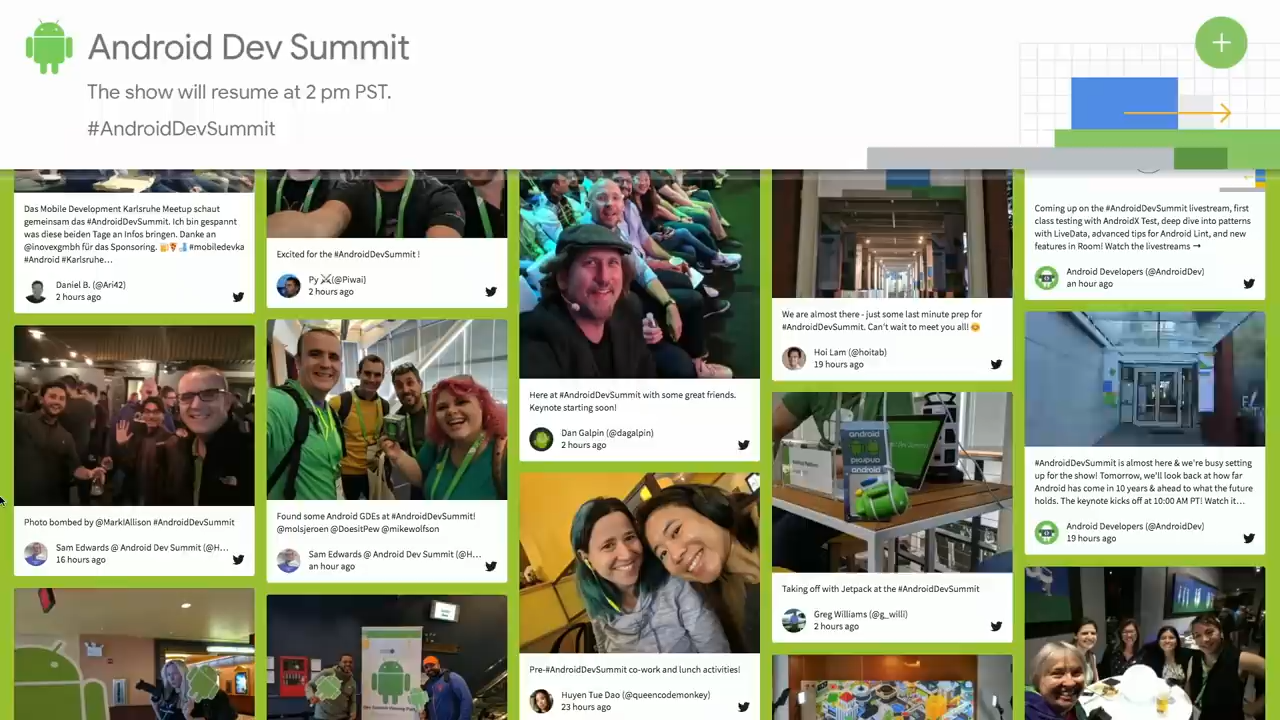 Android Dev Summit
The show will resume at 2 pm PST.
#AndroidDevSummit
Das Mobile Development Karlsruhe Meetup schaut
gemeinsam das #AndroidDevSummit. Ich bin gespannt
was diese beiden Tage an Infos bringen. Danke an
@inovexgmbh für das Sponsoring. 🍻🍕 #mobiledevka
#Android #Karlsruhe…
Daniel B. (@Ari42)
2 hours ago
Photo bombed by @MarkIAllison #AndroidDevSummit
Sam Edwards @ Android Dev Summit (@H…
16 hours ago
Excited for the #AndroidDevSummit !
Py ⚔(@Piwai)
2 hours ago
Found some Android GDEs at #AndroidDevSummit!
@molsjeroen @DoesitPew @mikewolfson
Sam Edwards @ Android Dev Summit (@H…
an hour ago
Here at #AndroidDevSummit with some great friends.
Keynote starting soon!
Dan Galpin (@dagalpin)
2 hours ago
Pre-#AndroidDevSummit co-work and lunch activities!
Huyen Tue Dao (@queencodemonkey)
23 hours ago
We are almost there - just some last minute prep for
#AndroidDevSummit. Can't wait to meet you all! 😊
Hoi Lam (@hoitab)
19 hours ago
android
android
Taking off with Jetpack at the #AndroidDevSummit
Greg Williams (@g_willi)
2 hours ago
Coming up on the #AndroidDevSummit livestream, first
class testing with AndroidX Test, deep dive into patterns
with LiveData, advanced tips for Android Lint, and new
features in Room! Watch the livestreams →
Android Developers (@AndroidDev)
an hour ago
#AndroidDevSummit is almost here & we're busy setting
up for the show! Tomorrow, we'll look back at how far
Android has come in 10 years & ahead to what the future
holds. The keynote kicks off at 10:00 AM PT! Watch it…
Android Developers (@AndroidDev)
19 hours ago